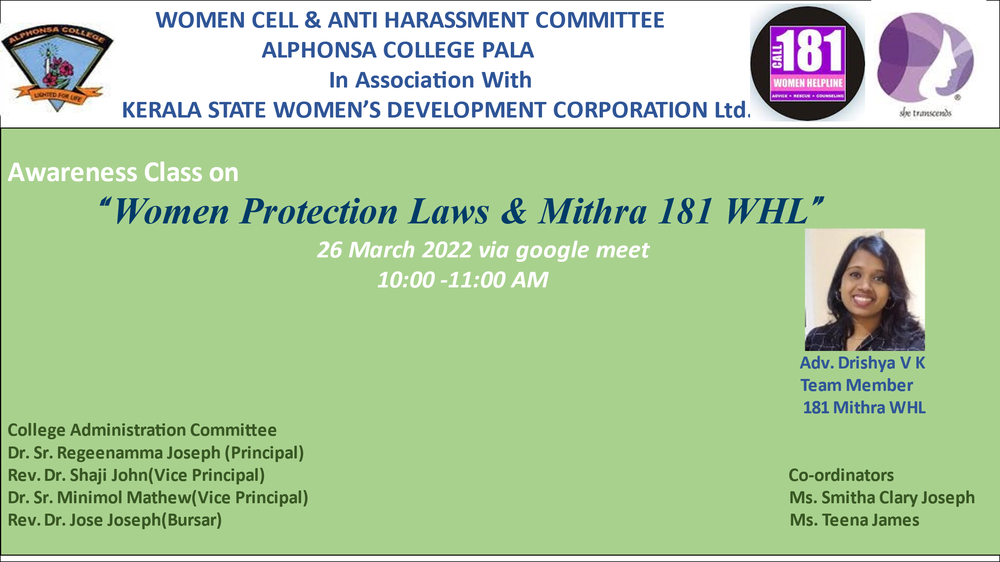 WOMEN CELL & ANTI HARASSMENT COMMITTEE
ALPHONSA COLLEGE PALA
In Association With
KERALA STATE WOMEN’S DEVELOPMENT CORPORATION Ltd.
ALPHONSA COLLEGE
LIGHTED FOR LIFE
CALL 181
WOMEN HELPLINE
ADVICE • RESCUE • COUNSELING
®
she transcends
Awareness Class on
“Women Protection Laws & Mithra 181 WHL”
26 March 2022 via google meet
10:00 -11:00 AM
Adv. Drishya V K
Team Member
181 Mithra WHL
College Administration Committee
Dr. Sr. Regeenamma Joseph (Principal)
Rev. Dr. Shaji John(Vice Principal)
Dr. Sr. Minimol Mathew(Vice Principal)
Rev. Dr. Jose Joseph(Bursar)
Co-ordinators
Ms. Smitha Clary Joseph
Ms. Teena James